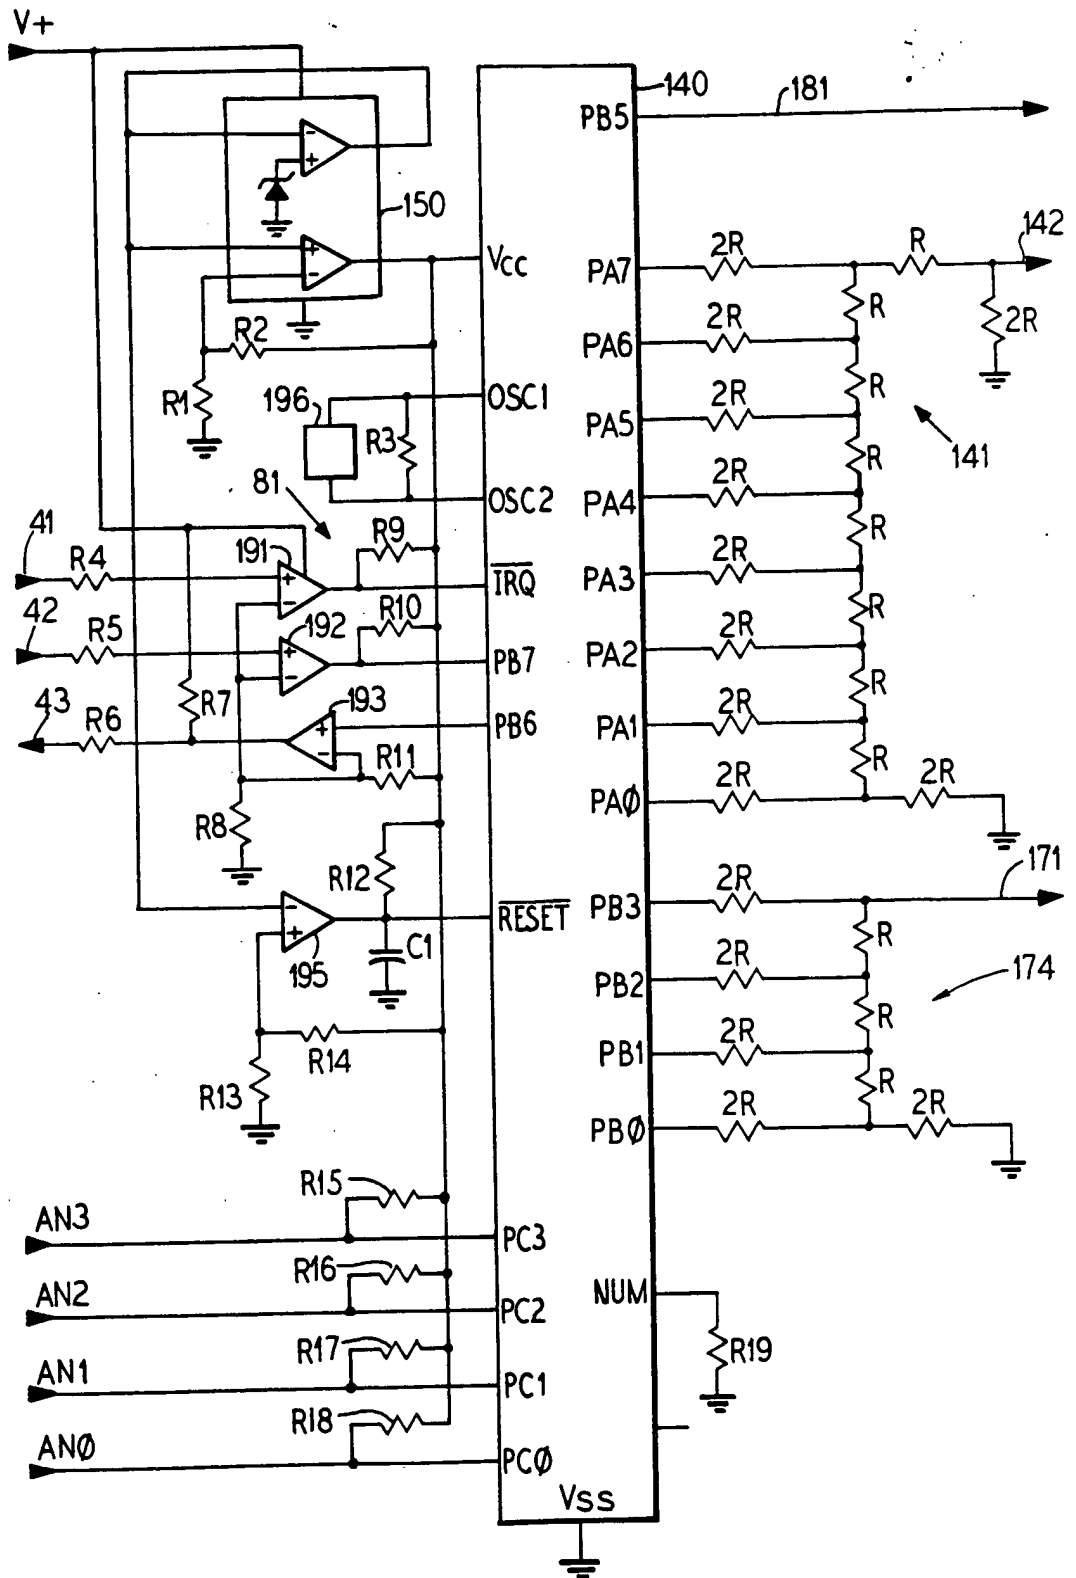 V+
140
PB5
181
150
VCC
PA7
2R
R
142
R
2R
R2
PA6
2R
R
R1
196
OSC1
R3
PA5
2R
141
R
81
OSC2
PA4
2R
R
41
R4
191
R9
IRQ
PA3
2R
R
42
R5
192
R10
PB7
PA2
2R
R
43
R6
R7
193
PB6
PA1
2R
R
R11
R8
PAØ
2R
2R
R12
RESET
PB3
2R
171
195
C1
R
PB2
2R
174
R
R14
PB1
2R
R13
R
PBØ
2R
2R
R15
AN3
PC3
R16
AN2
PC2
NUM
R17
R19
AN1
PC1
R18
ANØ
PCØ
VSS